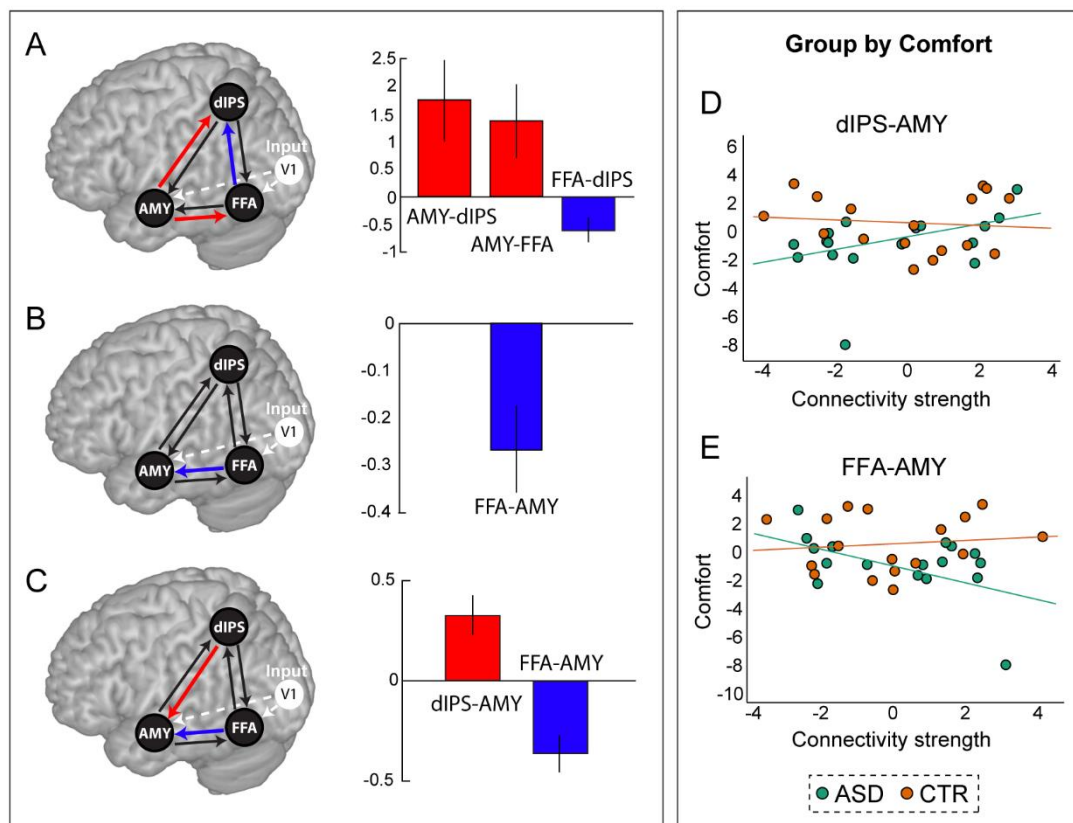 A
dIPS
Input
V1
AMY
FFA
2.5
2
1.5
1
0.5
0
-0.5
-1
AMY-dIPS
AMY-FFA
FFA-dIPS
B
dIPS
Input
V1
AMY
FFA
0
-0.1
-0.2
-0.3
-0.4
FFA-AMY
C
dIPS
Input
V1
AMY
FFA
0.5
0
-0.5
dIPS-AMY
FFA-AMY
Group by Comfort
D
dIPS-AMY
Comfort
6
4
2
0
-2
-4
-6
-8
-4 -2 0 2 4
Connectivity strength
E
FFA-AMY
Comfort
4
2
0
-2
-4
-6
-8
-10
-4 -2 0 2 4
Connectivity strength
ASD CTR